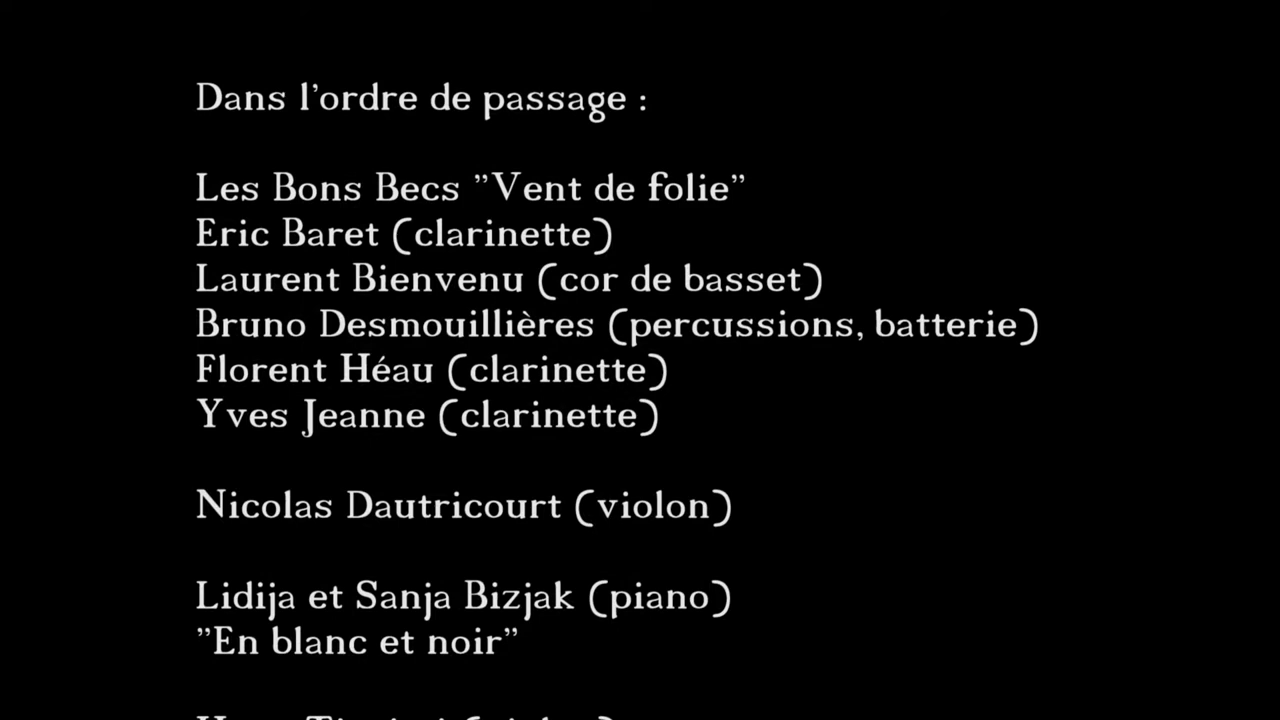 Dans l'ordre de passage :
Les Bons Becs "Vent de folie"
Eric Baret (clarinette)
Laurent Bienvenu (cor de basset)
Bruno Desmouillières (percussions, batterie)
Florent Héau (clarinette)
Yves Jeanne (clarinette)
Nicolas Dautricourt (violon)
Lidija et Sanja Bizjak (piano)
"En blanc et noir"